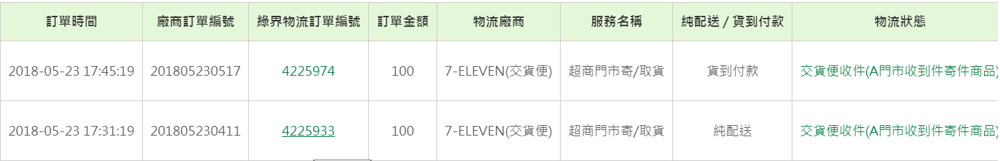 訂單時間 廠商訂單編號 綠界物流訂單編號 訂單金額 物流廠商 服務名稱 純配送 / 貨到付款 物流狀態
2018-05-23 17:45:19 201805230517 4225974 100 7-ELEVEN(交貨便) 超商門市寄/取貨 貨到付款 交貨便收件(A門市收到件寄件商品)
2018-05-23 17:31:19 201805230411 4225933 100 7-ELEVEN(交貨便) 超商門市寄/取貨 純配送 交貨便收件(A門市收到件寄件商品)